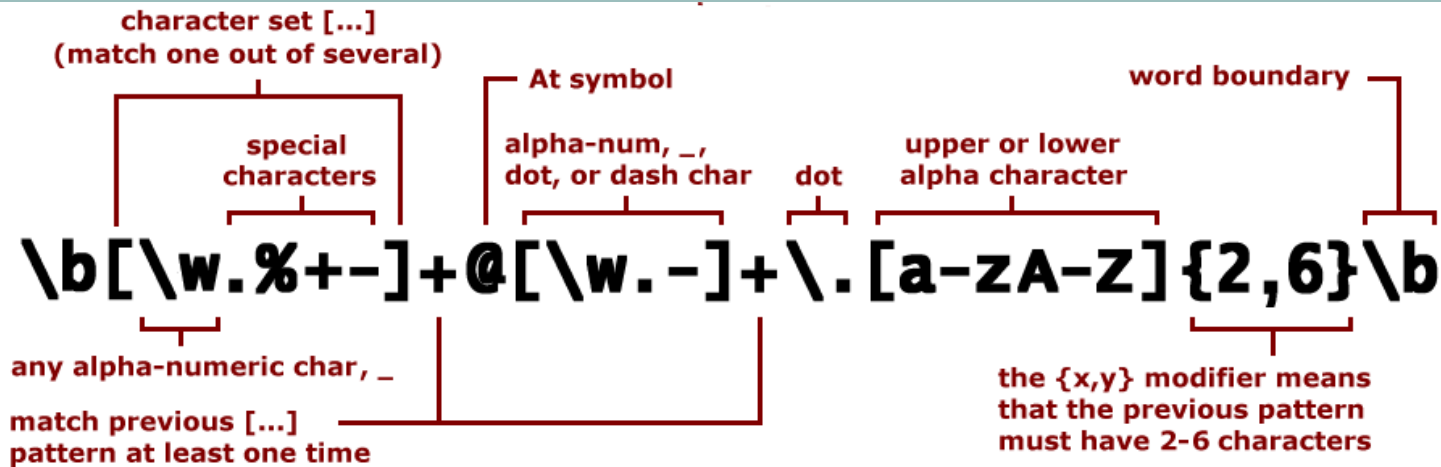 character set [...]
(match one out of several)
At symbol
word boundary
special
characters
alpha-num, _,
dot, or dash char
dot
upper or lower
alpha character
\b[\w.%+-]+@[\w.-]+\.[a-zA-Z]{2,6}\b
any alpha-numeric char, _
match previous [...]
pattern at least one time
the {x,y} modifier means
that the previous pattern
must have 2-6 characters